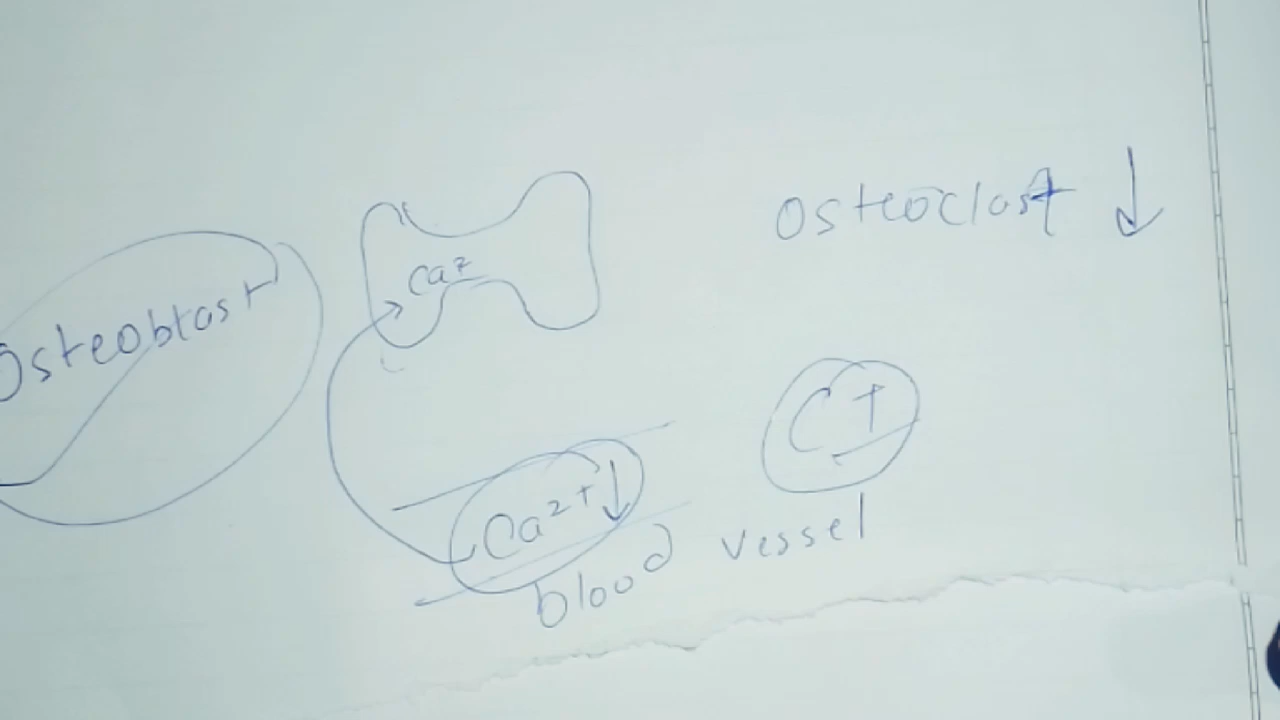 Osteoclast ↓
Osteoblast
Ca2
CT
Ca2+ ↓
blood vessel